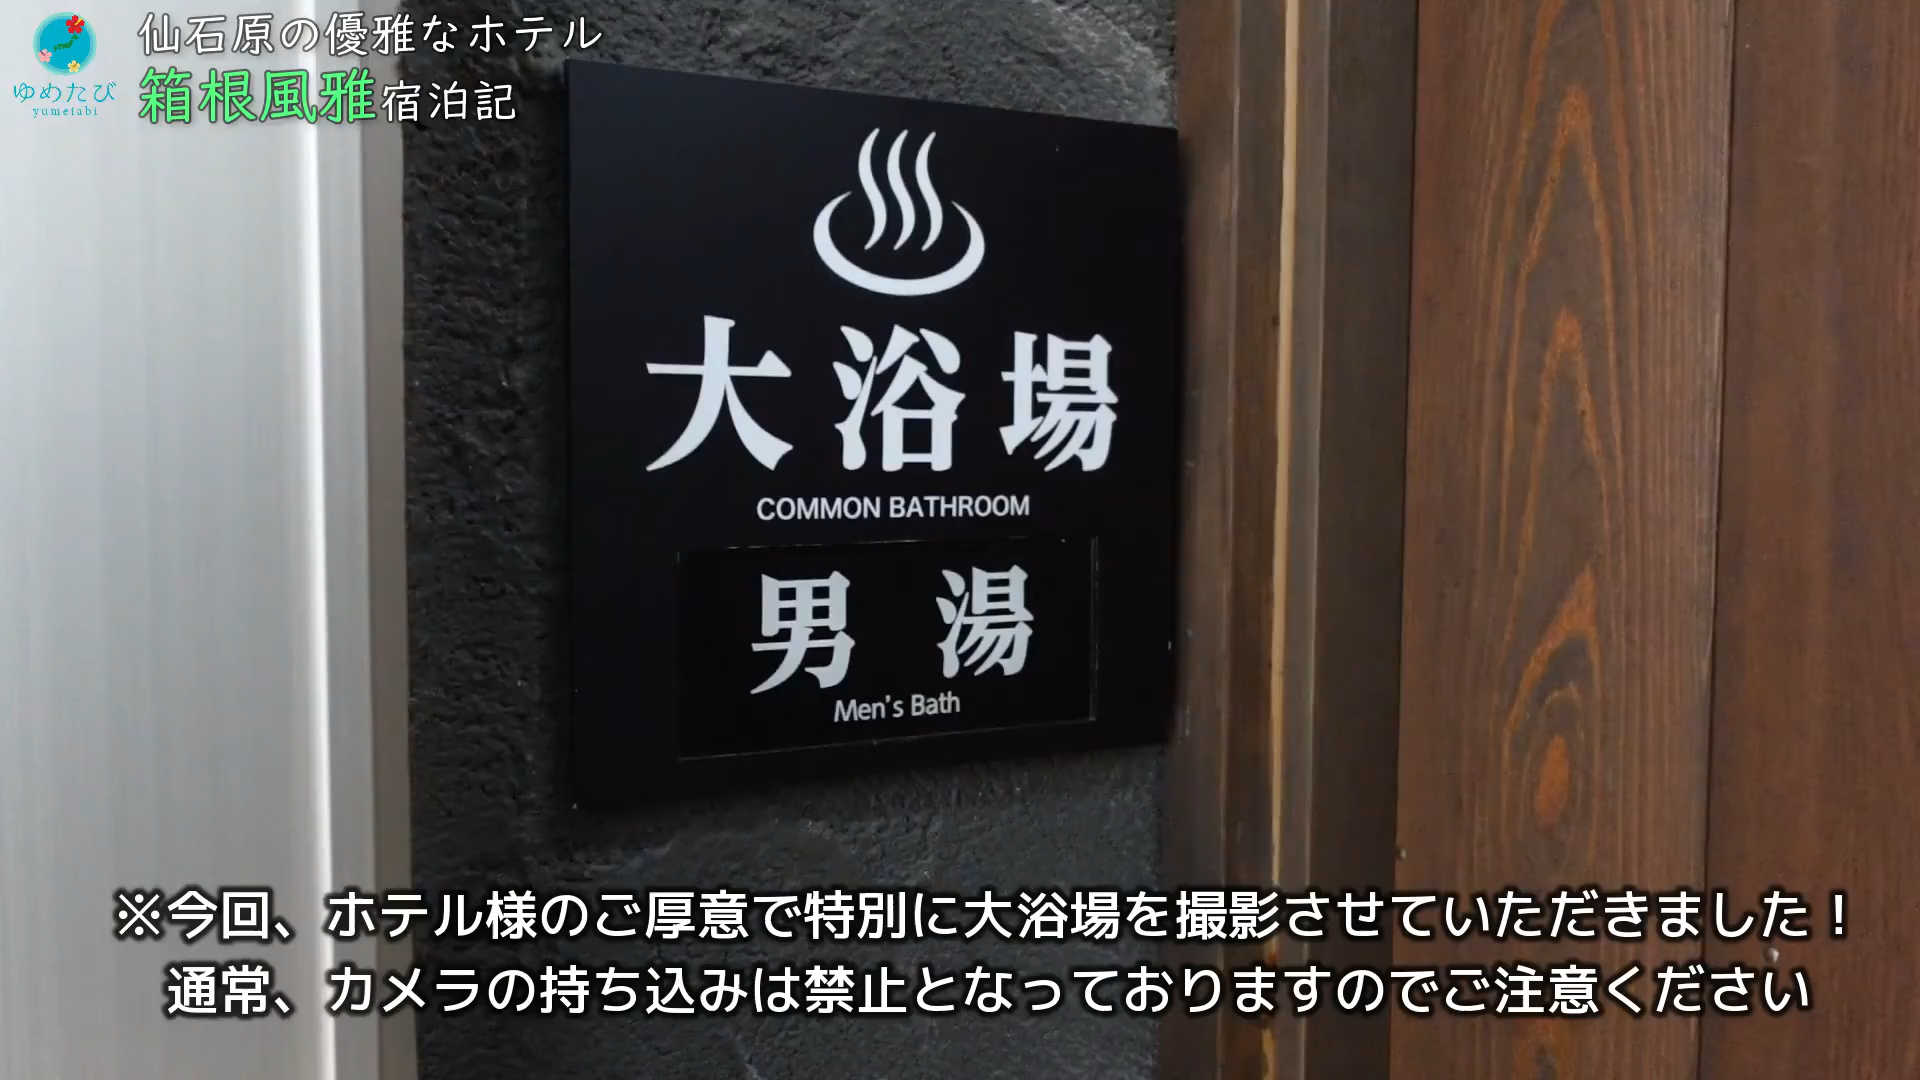 仙石原の優雅なホテル
箱根風雅宿泊記
ゆめたび
yumetabi
大浴場
COMMON BATHROOM
男湯
Men's Bath
※今回、ホテル様のご厚意で特別に大浴場を撮影させていただきました！
通常、カメラの持ち込みは禁止となっておりますのでご注意ください